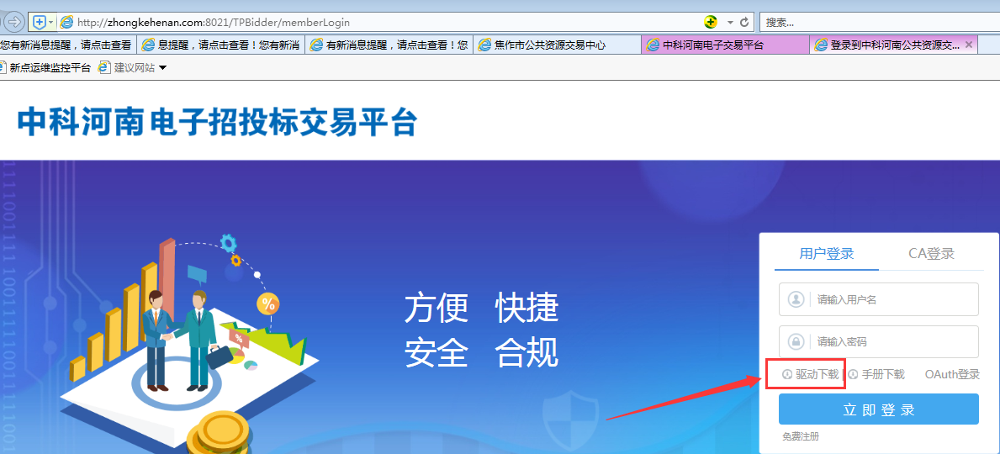 http://zhongkehenan.com:8021/TPBidder/memberLogin
搜索...
您有新消息提醒，请点击查看
息提醒，请点击查看！您有新消
有新消息提醒，请点击查看！您
焦作市公共资源交易中心
中科河南电子交易平台
登录到中科河南公共资源交...
新点运维监控平台
建议网站
中科河南电子招投标交易平台
方便 快捷
安全 合规
用户登录
CA登录
请输入用户名
请输入密码
驱动下载
手册下载
OAuth登录
立即登录
免费注册
%
%